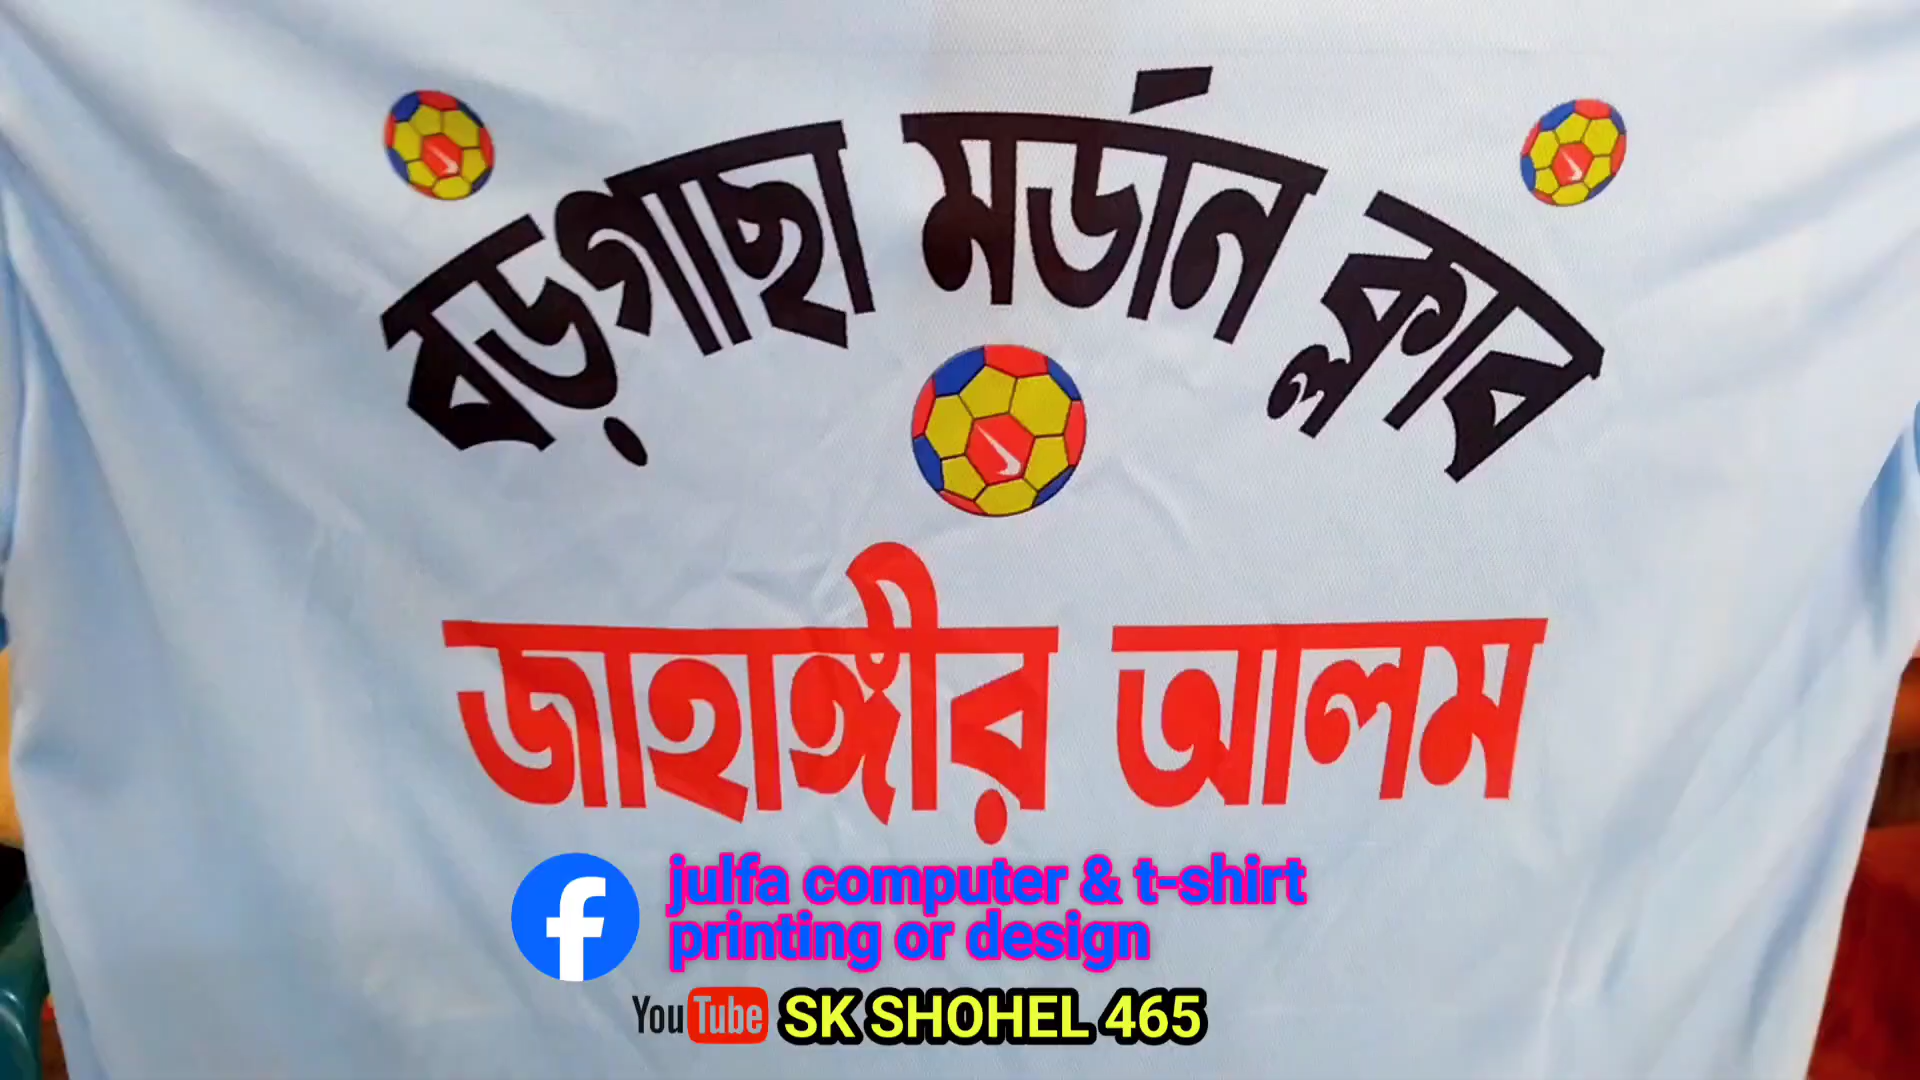 বড়গাছা মর্ডান ক্লাব
জাহাঙ্গীর আলম
julfa computer & t-shirt
printing or design
YouTube SK SHOHEL 465